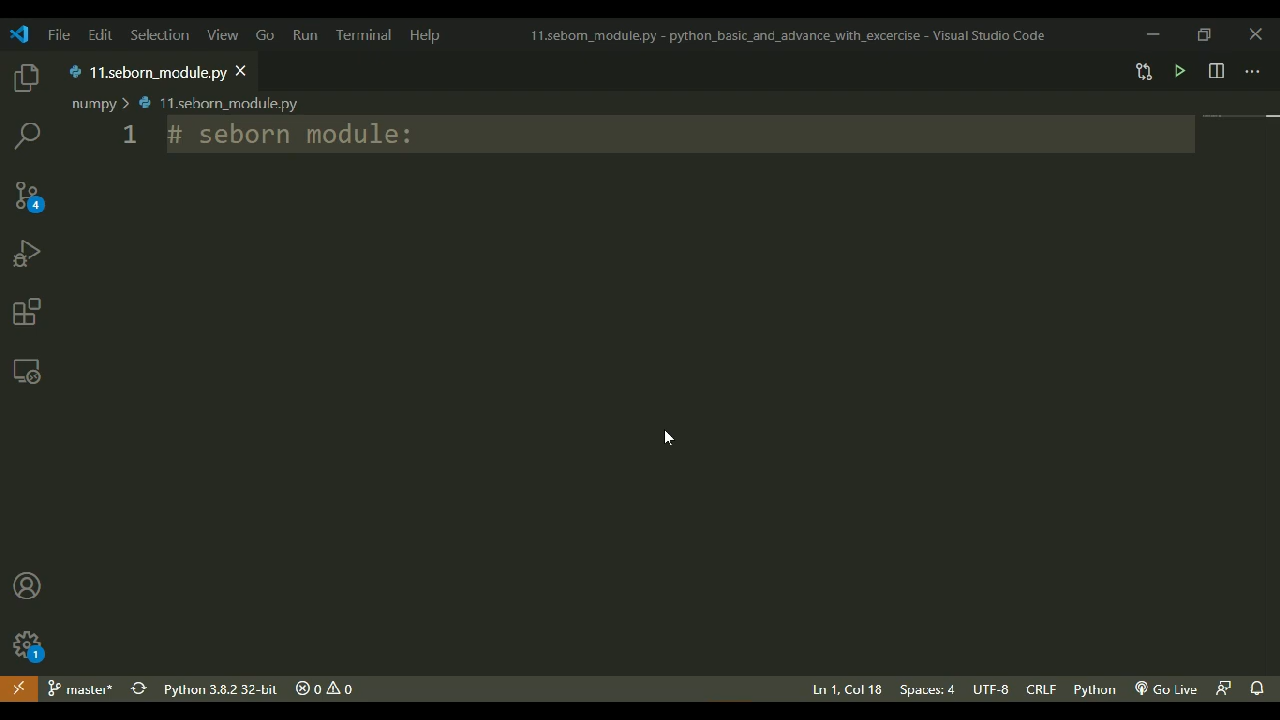 File Edit Selection View Go Run Terminal Help 11.seborn_module.py - python_basic_and_advance_with_excercise - Visual Studio Code
11.seborn_module.py
numpy > 11.seborn_module.py
1 # seborn module:
4
1
master* Python 3.8.2 32-bit 0 0 Ln 1, Col 18 Spaces: 4 UTF-8 CRLF Python Go Live